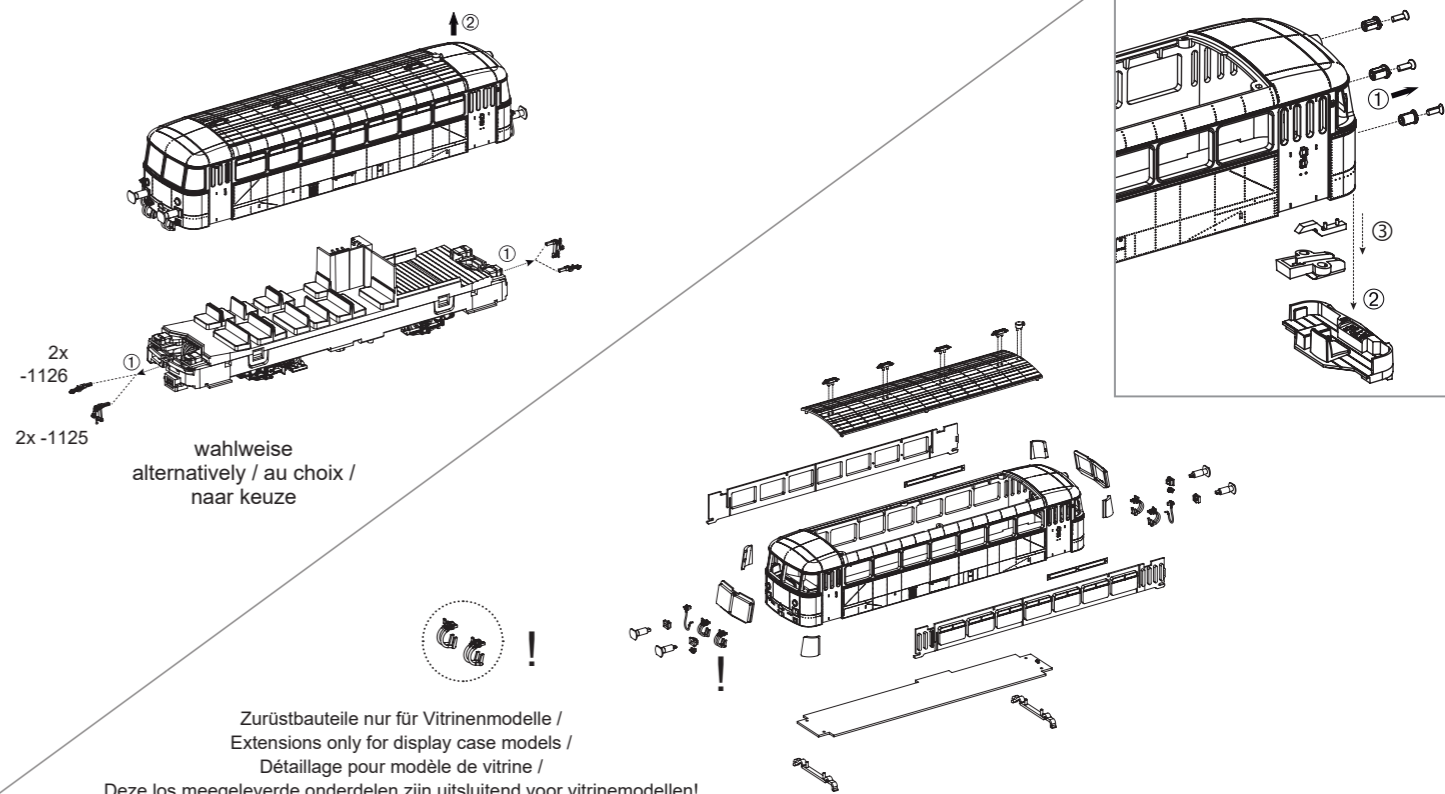 ②
①
①
2x
-1126
①
2x -1125
wahlweise
alternatively / au choix /
naar keuze
③
②
!
!
Zurüstbauteile nur für Vitrinenmodelle /
Extensions only for display case models /
Détaillage pour modèle de vitrine /
Deze los meegeleverde onderdelen zijn uitsluitend voor vitrinemodellen!